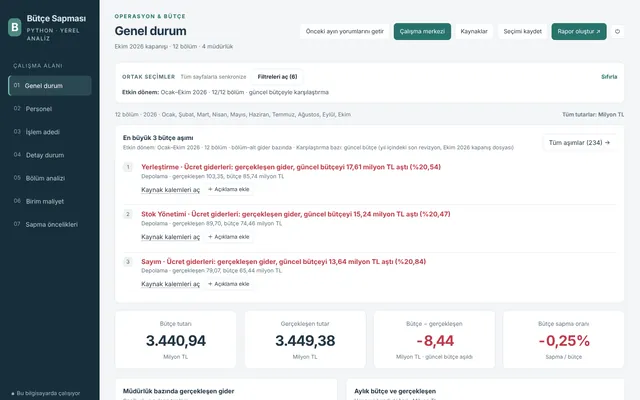 B
Bütçe Sapması
PYTHON · YEREL
ANALİZ
ÇALIŞMA ALANI
01 Genel durum
02 Personel
03 İşlem adedi
04 Detay durum
05 Bölüm analizi
06 Birim maliyet
07 Sapma öncelikleri
Bu bilgisayarda çalışıyor
OPERASYON & BÜTÇE
Genel durum
Ekim 2026 kapanışı · 12 bölüm · 4 müdürlük
Önceki ayın yorumlarını getir
Çalışma merkezi
Kaynaklar
Seçimi kaydet
Rapor oluştur ↗
ORTAK SEÇİMLER Tüm sayfalarla senkronize Filtreleri aç (6) Sıfırla
Etkin dönem: Ocak–Ekim 2026 · 12/12 bölüm · güncel bütçeyle karşılaştırma
12 bölüm · 2026 · Ocak, Şubat, Mart, Nisan, Mayıs, Haziran, Temmuz, Ağustos, Eylül, Ekim Tüm tutarlar: Milyon TL
En büyük 3 bütçe aşımı
Etkin dönem: Ocak–Ekim 2026 · 12 bölüm · bölüm–ait gider bazında · Karşılaştırma bazı: güncel bütçe (yıl içindeki son revizyon, Ekim 2026 kapanış dosyası)
Tüm aşımlar (234) →
1 Yerleştirme · Ücret giderleri: gerçekleşen gider, güncel bütçeyi 17,61 milyon TL aştı (%20,54)
Depolama · gerçekleşen 103,35, bütçe 85,74 milyon TL
Kaynak kalemleri aç + Açıklama ekle
2 Stok Yönetimi · Ücret giderleri: gerçekleşen gider, güncel bütçeyi 15,24 milyon TL aştı (%20,47)
Depolama · gerçekleşen 89,70, bütçe 74,46 milyon TL
Kaynak kalemleri aç + Açıklama ekle
3 Sayım · Ücret giderleri: gerçekleşen gider, güncel bütçeyi 13,64 milyon TL aştı (%20,84)
Depolama · gerçekleşen 79,07, bütçe 65,44 milyon TL
Kaynak kalemleri aç + Açıklama ekle
Bütçe tutarı
3.440,94
Milyon TL
Gerçekleşen tutar
3.449,38
Milyon TL
Bütçe − gerçekleşen
-8,44
Milyon TL · güncel bütçe aşıldı
Bütçe sapma oranı
-0,25%
Sapma / bütçe
Müdürlük bazında gerçekleşen gider
Aylık bütçe ve gerçekleşen